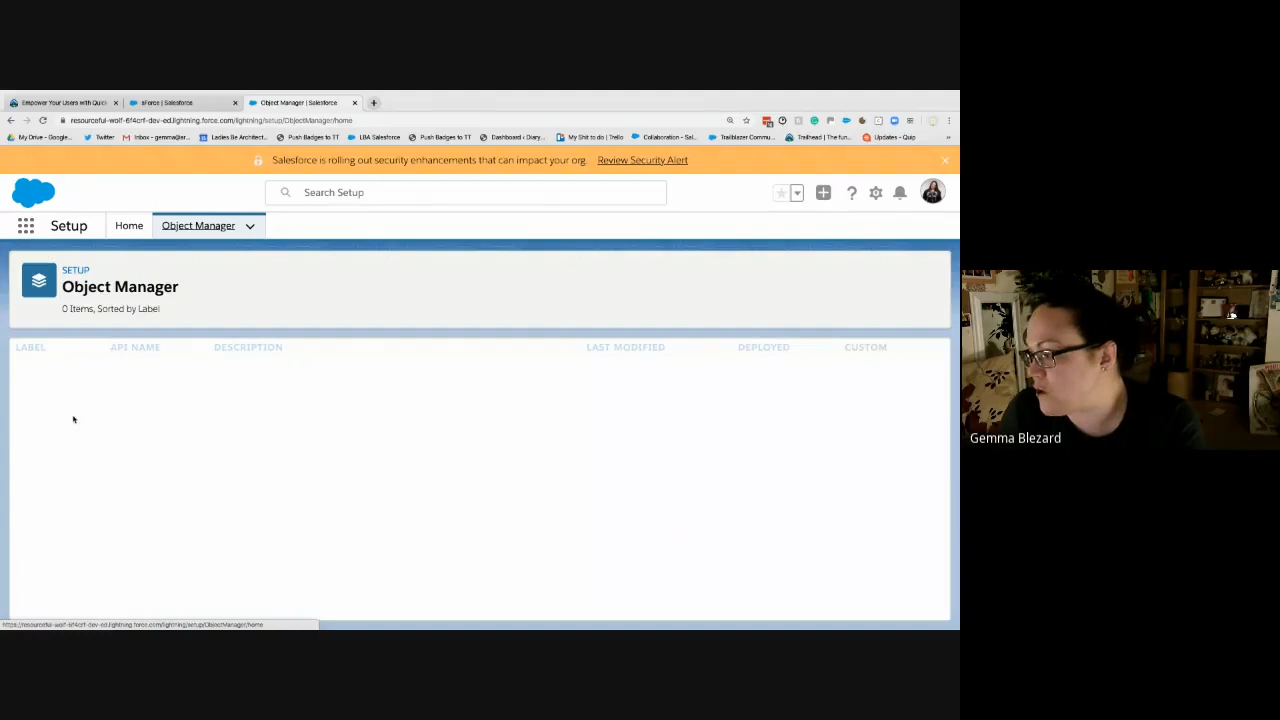 Empower Your Users with Quick
sForce | Salesforce
Object Manager | Salesforce
resourceful-wolf-6f4crf-dev-ed.lightning.force.com/lightning/setup/ObjectManager/home
My Drive - Google...
Twitter
Inbox - gemma@er...
Ladies Be Architect...
Push Badges to TT
LBA Salesforce
Push Badges to TT
Dashboard ‹ Diary...
My Shit to do | Trello
Collaboration - Sal...
Trailblazer Commu...
Trailhead | The fun...
Updates - Quip
Salesforce is rolling out security enhancements that can impact your org. Review Security Alert
Search Setup
Setup Home Object Manager
SETUP
Object Manager
0 Items, Sorted by Label
LABEL API NAME DESCRIPTION LAST MODIFIED DEPLOYED CUSTOM
Gemma Blezard
https://resourceful-wolf-6f4crf-dev-ed.lightning.force.com/lightning/setup/ObjectManager/home